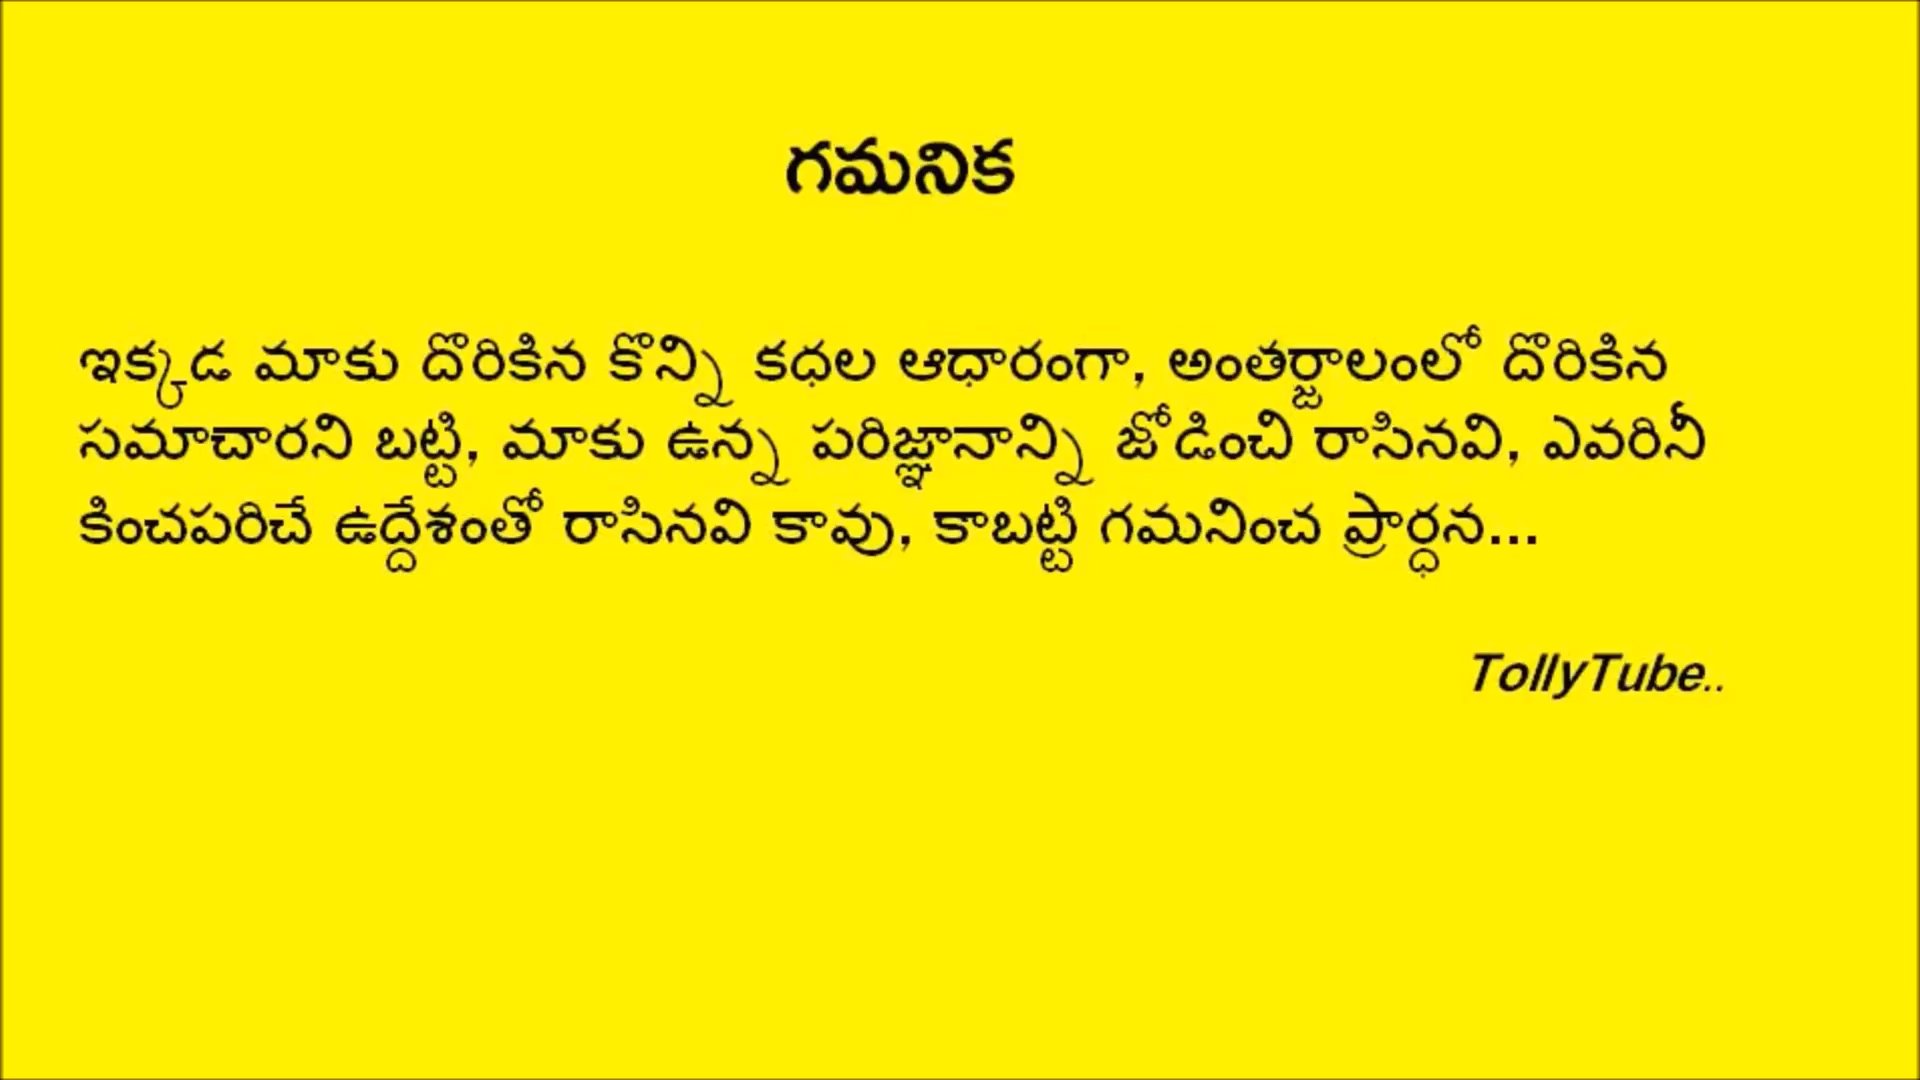 గమనిక
ఇక్కడ మాకు దొరికిన కొన్ని కధల ఆధారంగా, అంతర్జాలంలో దొరికిన
సమాచారని బట్టి, మాకు ఉన్న పరిజ్ఞానాన్ని జోడించి రాసినవి, ఎవరినీ
కించపరిచే ఉద్దేశంతో రాసినవి కావు, కాబట్టి గమనించ ప్రార్ధన...
TollyTube..